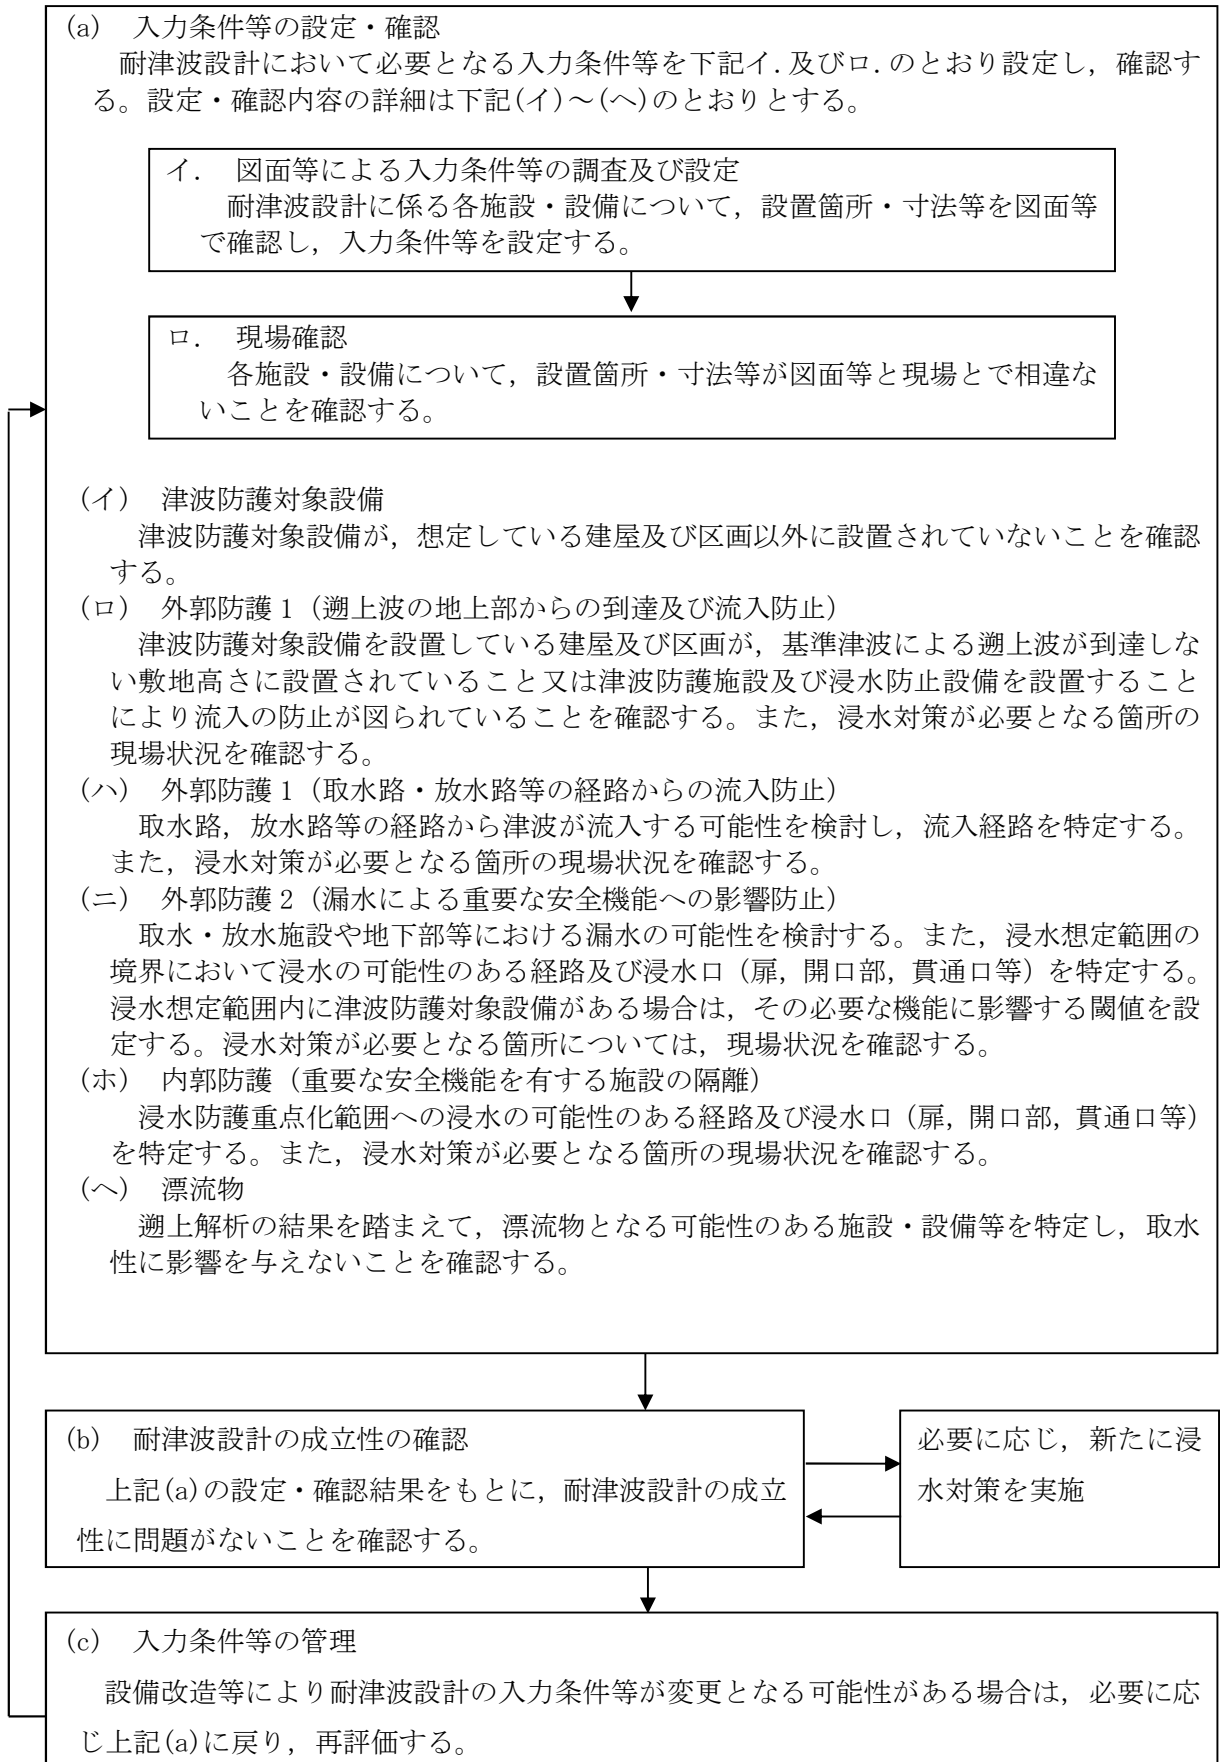 (a)　入力条件等の設定・確認
耐津波設計において必要となる入力条件等を下記イ．及びロ．のとおり設定し，確認す
る。設定・確認内容の詳細は下記(イ)～(ヘ)のとおりとする。
イ．　図面等による入力条件等の調査及び設定
耐津波設計に係る各施設・設備について，設置箇所・寸法等を図面等
で確認し，入力条件等を設定する。
ロ．　現場確認
各施設・設備について，設置箇所・寸法等が図面等と現場とで相違な
いことを確認する。
(イ)　津波防護対象設備
津波防護対象設備が，想定している建屋及び区画以外に設置されていないことを確認
する。
(ロ)　外郭防護１（遡上波の地上部からの到達及び流入防止）
津波防護対象設備を設置している建屋及び区画が，基準津波による遡上波が到達しな
い敷地高さに設置されていること又は津波防護施設及び浸水防止設備を設置すること
により流入の防止が図られていることを確認する。また，浸水対策が必要となる箇所の
現場状況を確認する。
(ハ)　外郭防護１（取水路・放水路等の経路からの流入防止）
取水路，放水路等の経路から津波が流入する可能性を検討し，流入経路を特定する。
また，浸水対策が必要となる箇所の現場状況を確認する。
(ニ)　外郭防護２（漏水による重要な安全機能への影響防止）
取水・放水施設や地下部等における漏水の可能性を検討する。また，浸水想定範囲の
境界において浸水の可能性のある経路及び浸水口（扉，開口部，貫通口等）を特定する。
浸水想定範囲内に津波防護対象設備がある場合は，その必要な機能に影響する閾値を設
定する。浸水対策が必要となる箇所については，現場状況を確認する。
(ホ)　内郭防護（重要な安全機能を有する施設の隔離）
浸水防護重点化範囲への浸水の可能性のある経路及び浸水口（扉，開口部，貫通口等）
を特定する。また，浸水対策が必要となる箇所の現場状況を確認する。
(ヘ)　漂流物
遡上解析の結果を踏まえて，漂流物となる可能性のある施設・設備等を特定し，取水
性に影響を与えないことを確認する。
(b)　耐津波設計の成立性の確認
上記(a)の設定・確認結果をもとに，耐津波設計の成立
性に問題がないことを確認する。
必要に応じ，新たに浸
水対策を実施
(c)　入力条件等の管理
設備改造等により耐津波設計の入力条件等が変更となる可能性がある場合は，必要に応
じ上記(a)に戻り，再評価する。